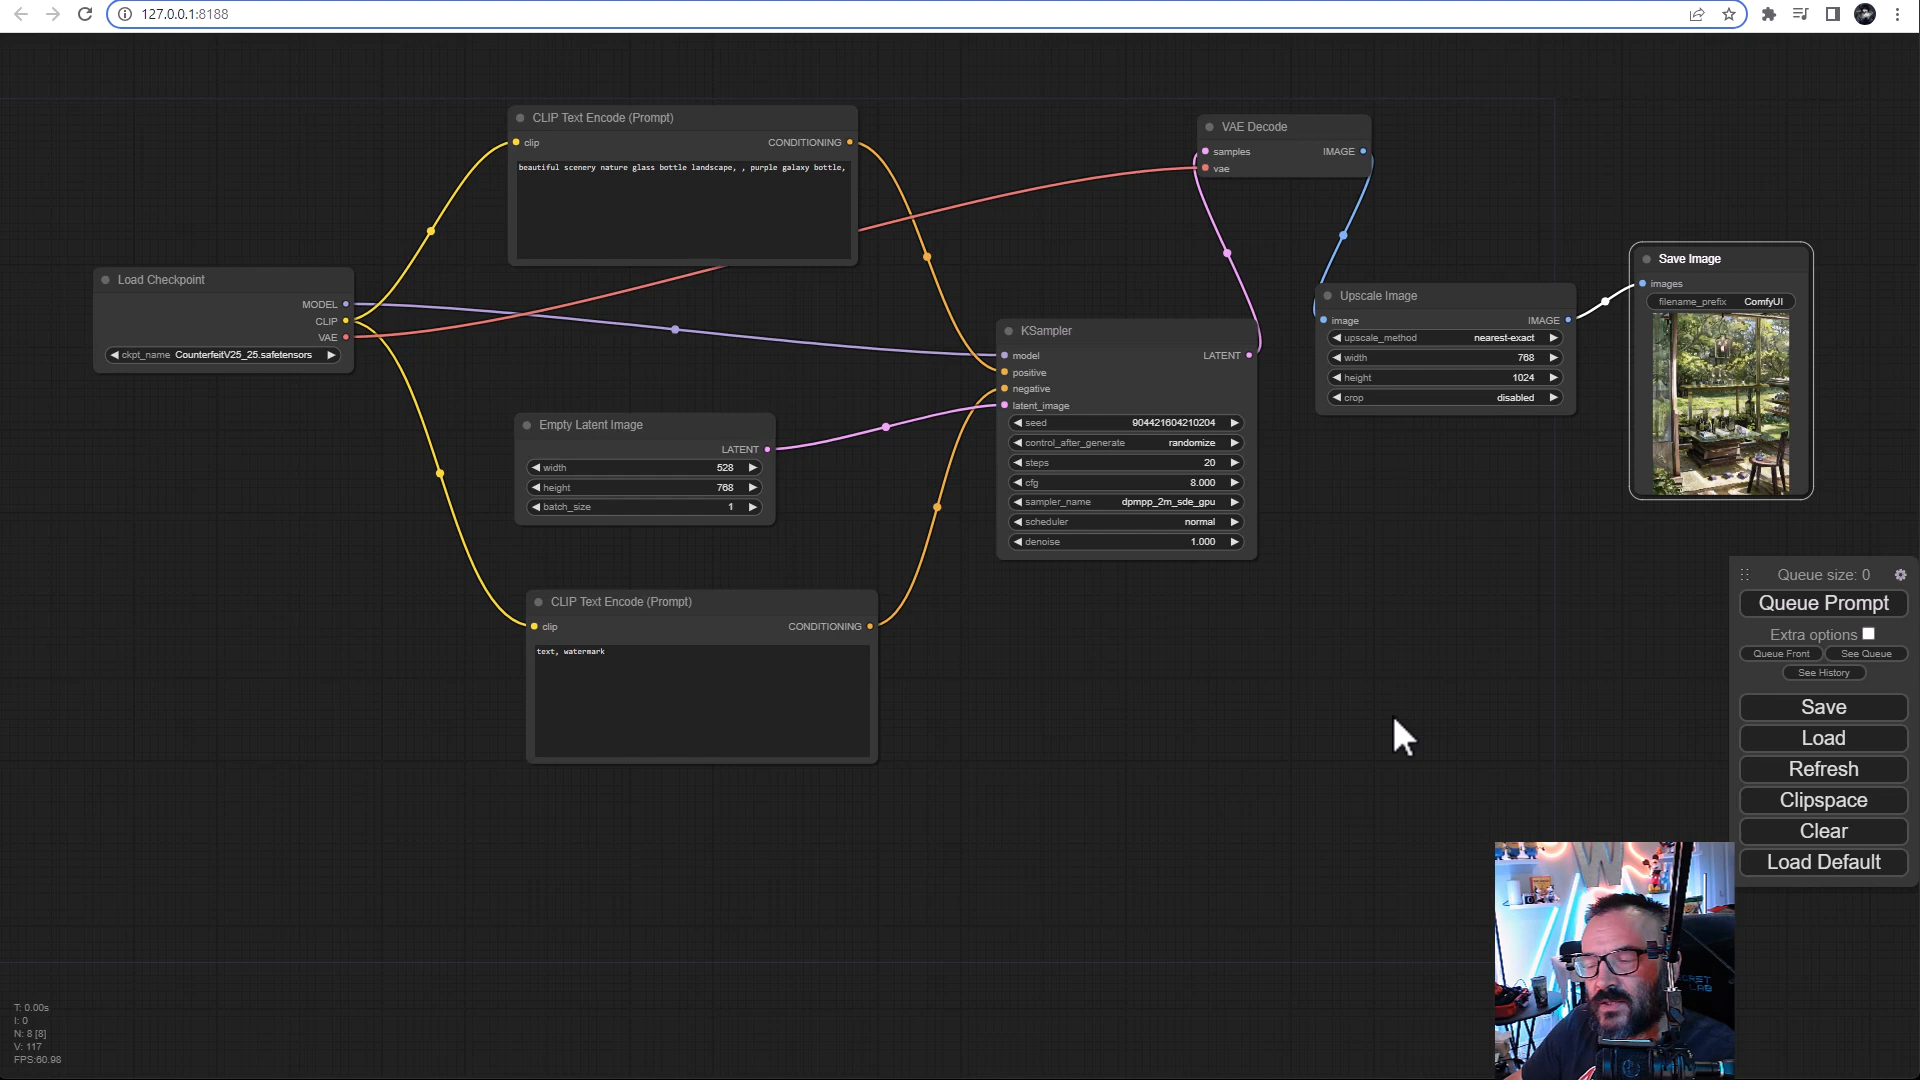 127.0.0.1:8188
CLIP Text Encode (Prompt)
clip
CONDITIONING
beautiful scenery nature glass bottle landscape, , purple galaxy bottle,
VAE Decode
samples
IMAGE
vae
Load Checkpoint
MODEL
CLIP
VAE
ckpt_name CounterfeitV25_25.safetensors
Save Image
images
filename_prefix ComfyUI
Upscale Image
image
IMAGE
upscale_method nearest-exact
width 768
height 1024
crop disabled
KSampler
model
LATENT
positive
negative
latent_image
seed 904421604210204
control_after_generate randomize
steps 20
cfg 8.000
sampler_name dpmpp_2m_sde_gpu
scheduler normal
denoise 1.000
Empty Latent Image
LATENT
width 528
height 768
batch_size 1
CLIP Text Encode (Prompt)
clip
CONDITIONING
text, watermark
Queue size: 0
Queue Prompt
Extra options
Queue Front
See Queue
See History
Save
Load
Refresh
Clipspace
Clear
Load Default
T: 0.00s
I: 0
N: 8 [8]
V: 117
FPS:60.98
W